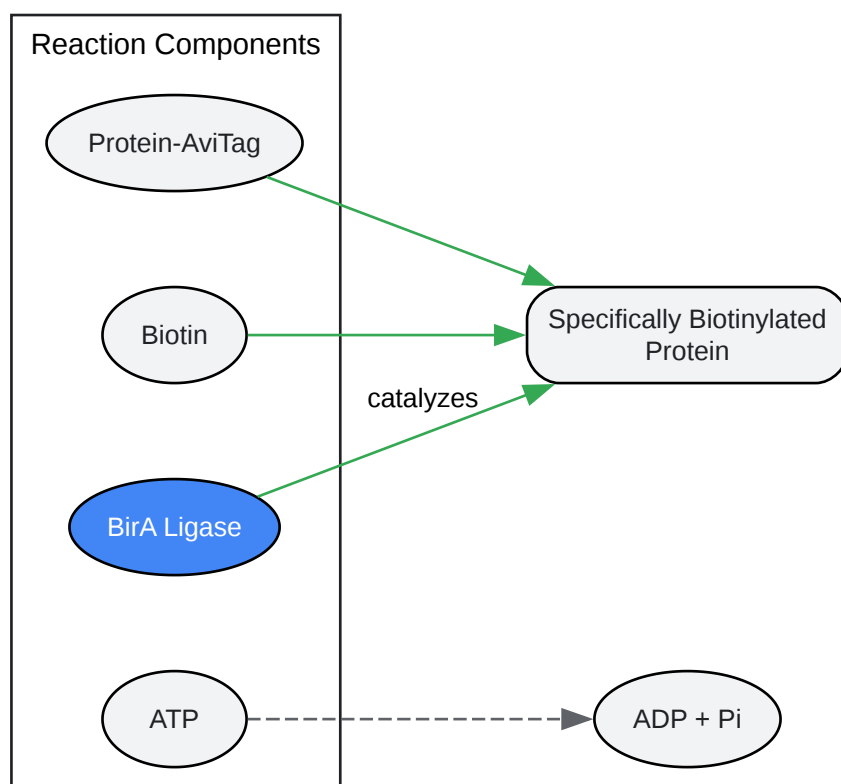 Reaction Components
Protein-AviTag
Biotin
Specifically Biotinylated
Protein
catalyzes
BirA Ligase
ATP
ADP + Pi